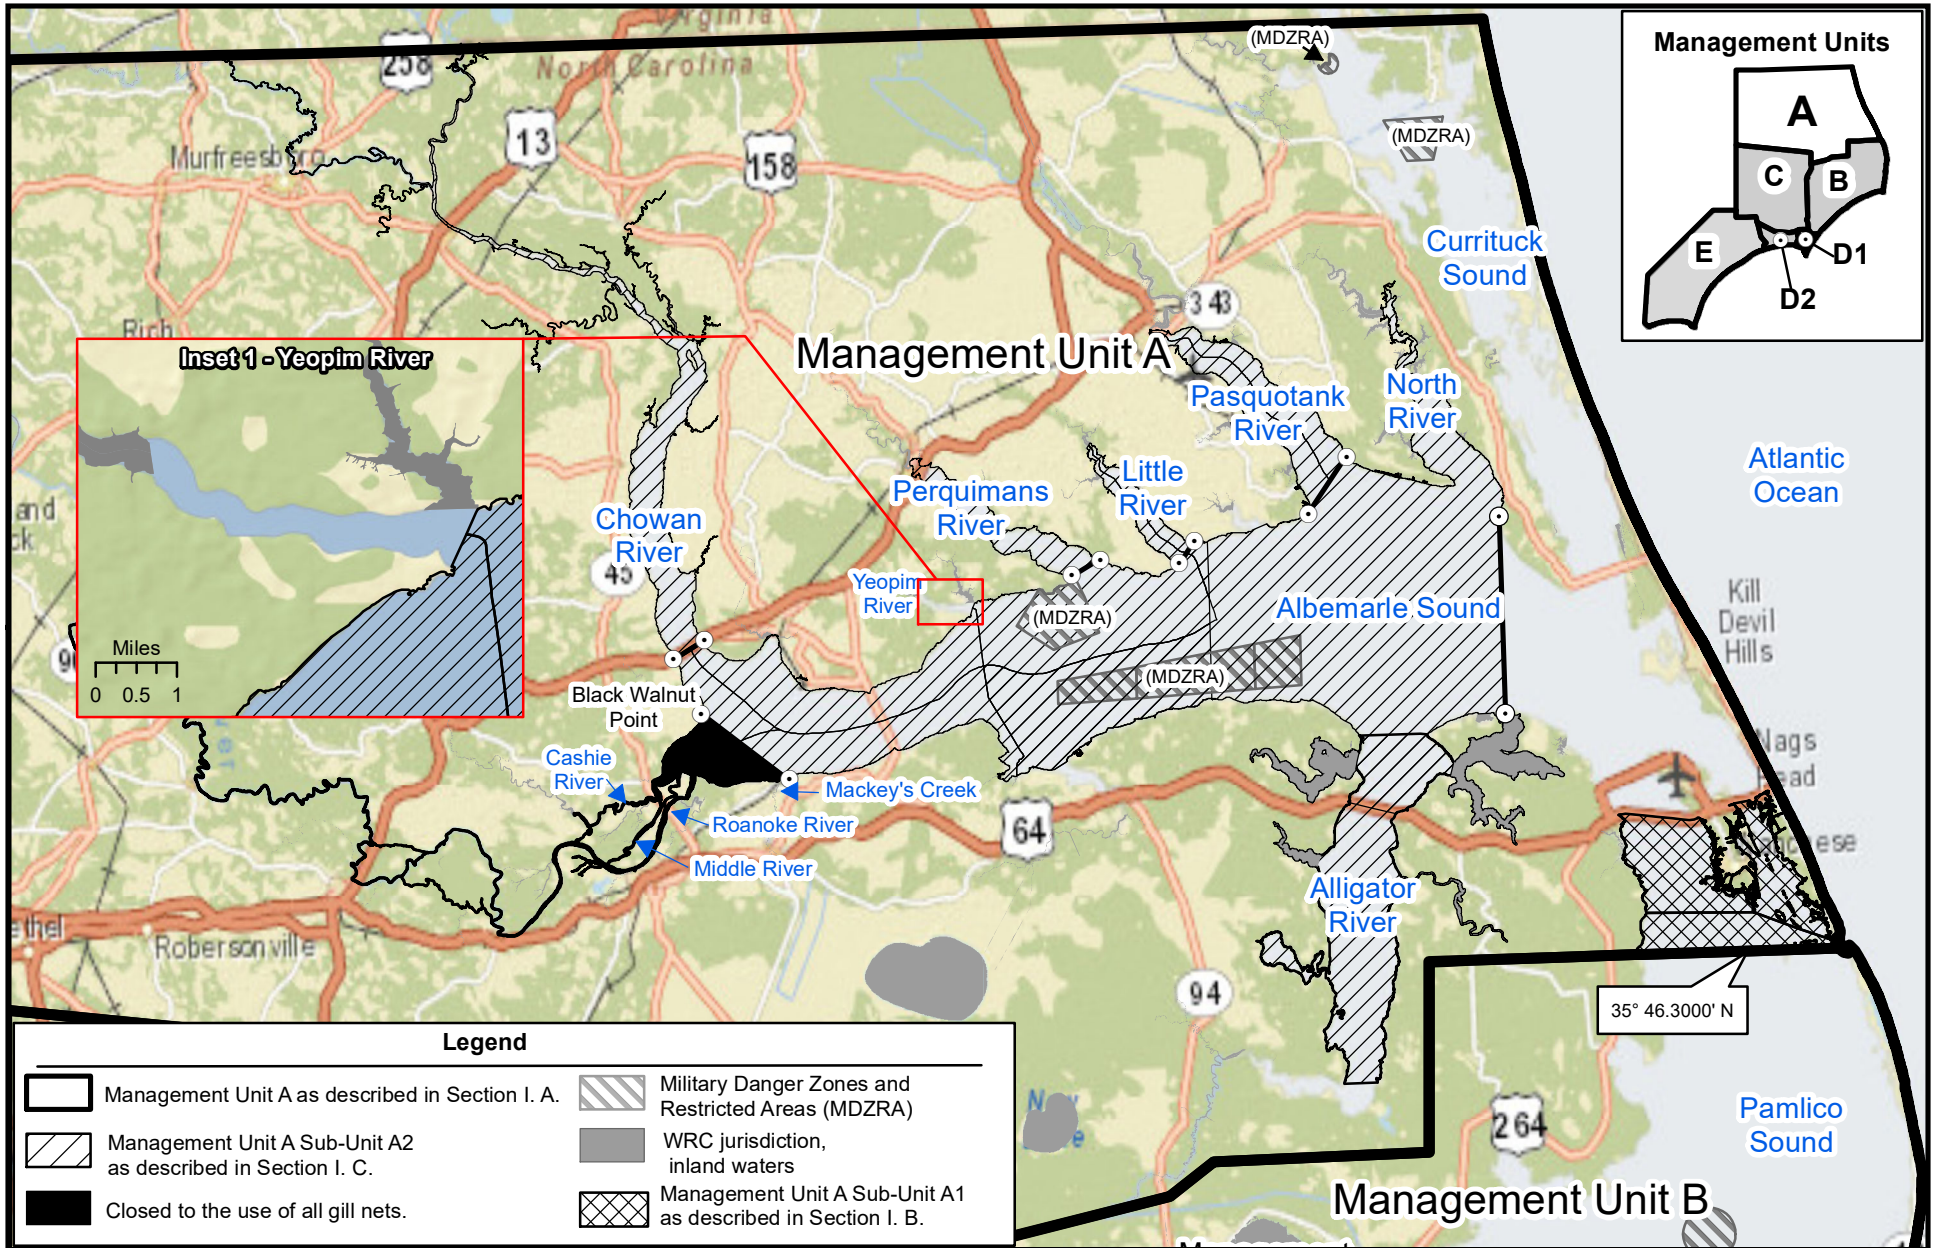 Virginia
North Carolina
258
13
158
Murfreesboro
(MDZRA)
(MDZRA)
Management Units
A
C
B
E
D1
D2
Currituck
Sound
343
Rich
Inset 1 - Yeopim River
Miles
0 0.5 1
Management Unit A
Pasquotank
River
North
River
Atlantic
Ocean
Little
River
Perquimans
River
Chowan
River
45
Yeopim
River
(MDZRA)
Albemarle Sound
(MDZRA)
Kill
Devil
Hills
Black Walnut
Point
Nags
Head
Cashie
River
Mackey's Creek
Roanoke River
Middle River
64
Alligator
River
Robersonville
94
35° 46.3000' N
264
Pamlico
Sound
Management Unit B
Legend
Management Unit A as described in Section I. A.
Management Unit A Sub-Unit A2
as described in Section I. C.
Closed to the use of all gill nets.
Military Danger Zones and
Restricted Areas (MDZRA)
WRC jurisdiction,
inland waters
Management Unit A Sub-Unit A1
as described in Section I. B.